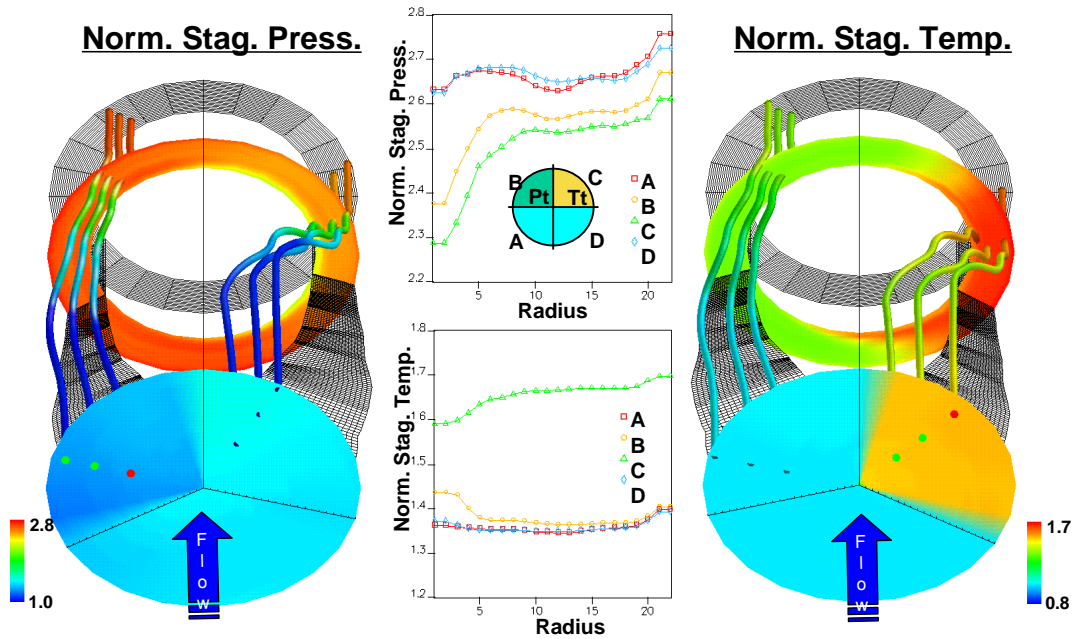 Norm. Stag. Press.
Norm. Stag. Temp.
2.8
2.7
2.6
2.5
2.4
2.3
2.2
Norm. Stag. Press.
5
10
15
20
Radius
B
C
Pt
Tt
A
D
A
B
C
D
1.8
1.7
1.6
1.5
1.4
1.3
1.2
Norm. Stag. Temp.
5
10
15
20
Radius
A
B
C
D
2.8
1.0
Flow
1.7
0.8
Flow